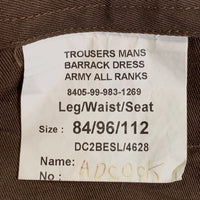 TROUSERS MANS
BARRACK DRESS
ARMY ALL RANKS
8405-99-983-1269
Leg/Waist/Seat
Size : 84/96/112
DC2BESL/4628
Name:
No :